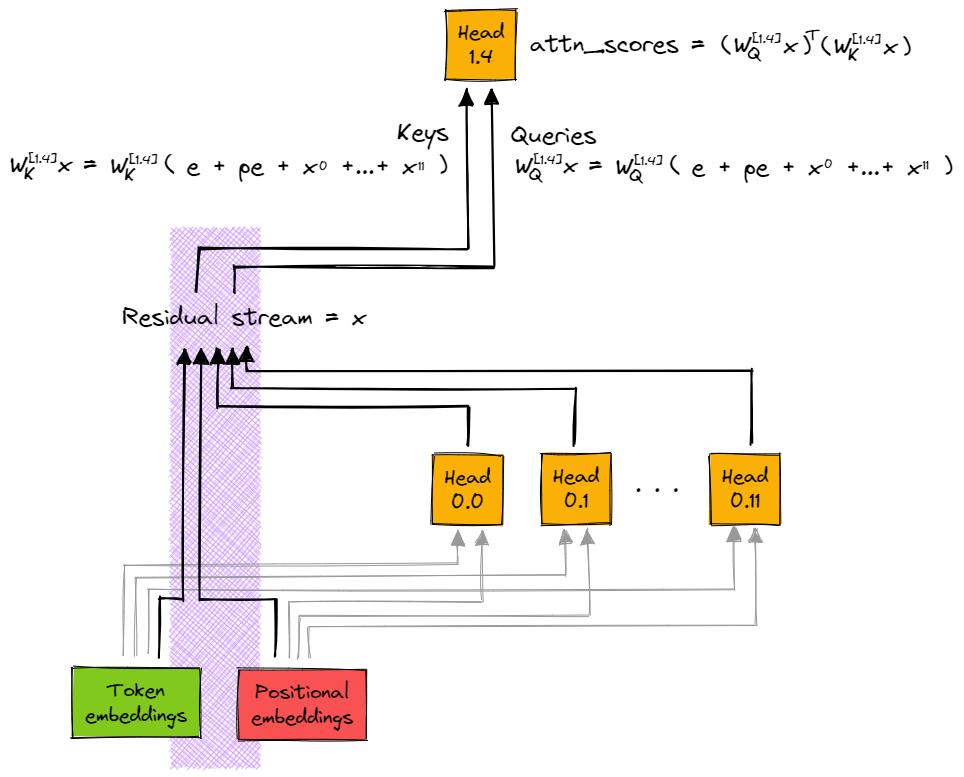 Head
1.4
attn_scores = (W_Q^[1.4] x)^T (W_K^[1.4] x)
Keys
Queries
W_K^[1.4] x = W_K^[1.4] ( e + pe + x^0 +...+ x^11 )
W_Q^[1.4] x = W_Q^[1.4] ( e + pe + x^0 +...+ x^11 )
Residual stream = x
Head
0.0
Head
0.1
. . .
Head
0.11
Token
embeddings
Positional
embeddings